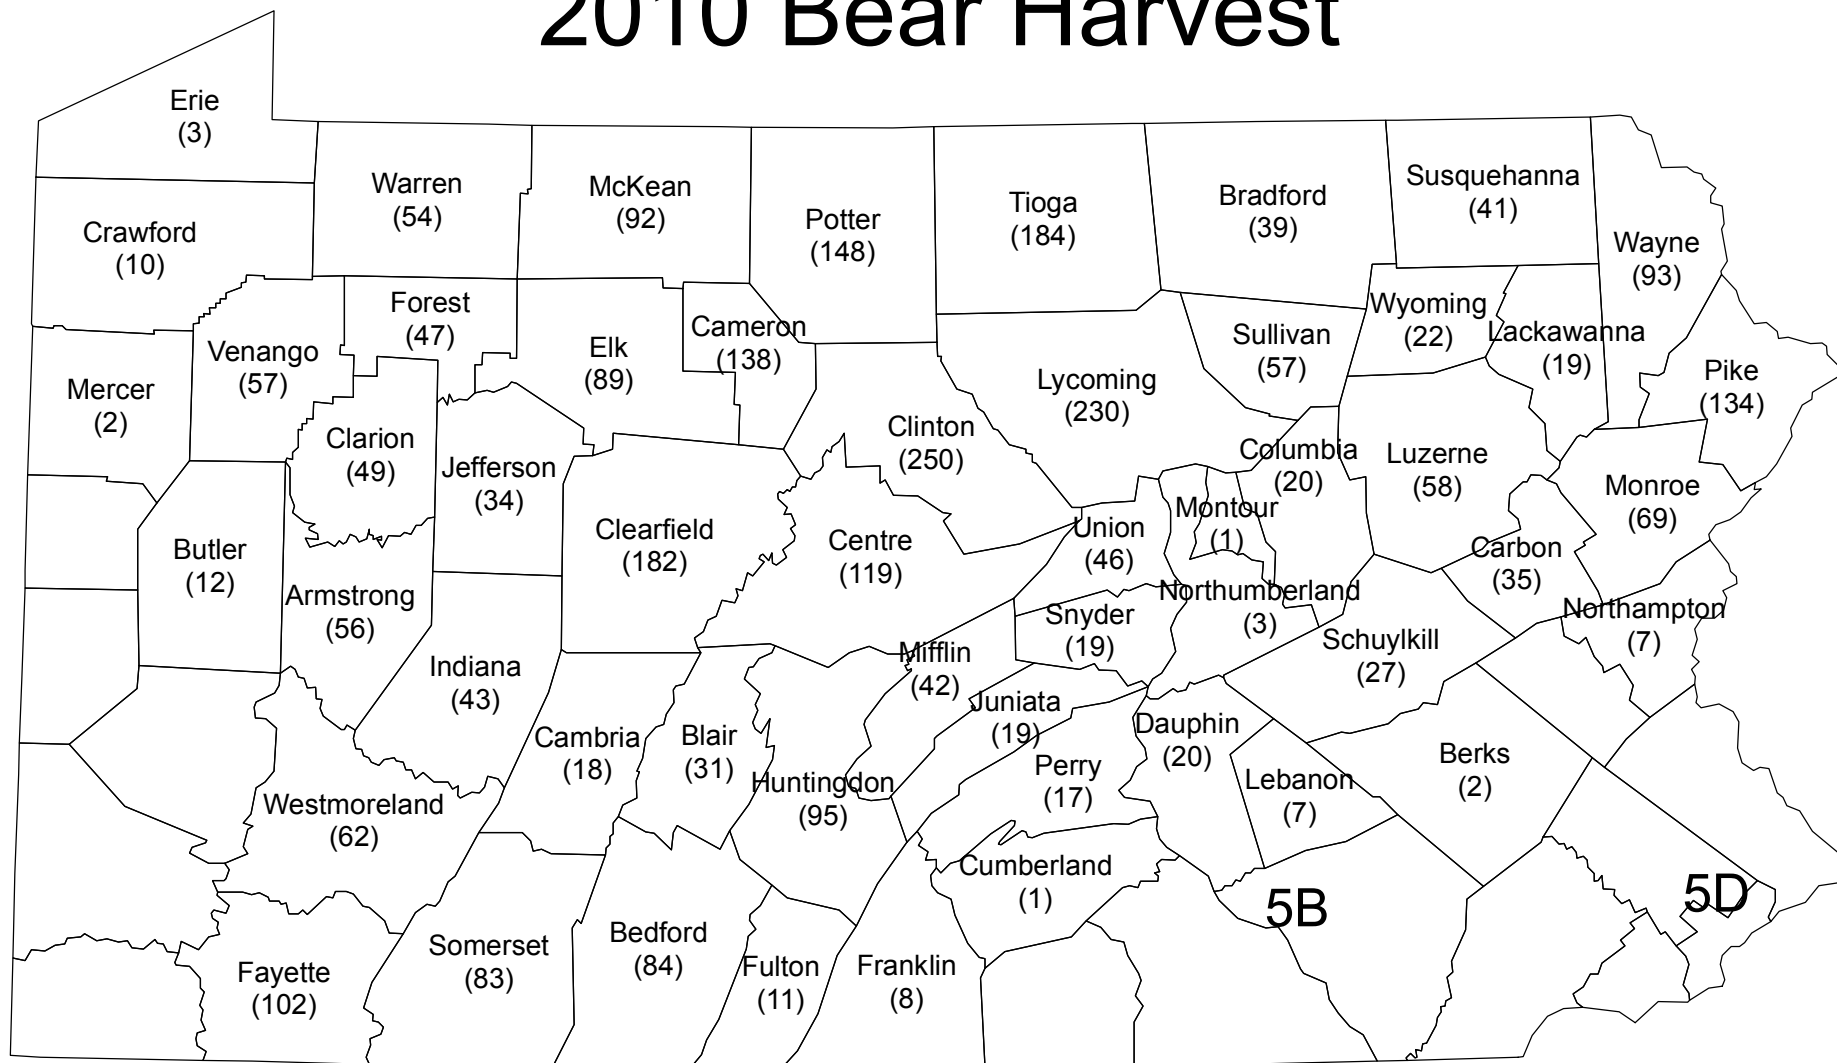 2010 Bear Harvest
Erie
(3)
Warren
(54)
McKean
(92)
Potter
(148)
Tioga
(184)
Bradford
(39)
Susquehanna
(41)
Wayne
(93)
Crawford
(10)
Forest
(47)
Cameron
(138)
Sullivan
(57)
Wyoming
(22)
Lackawanna
(19)
Pike
(134)
Mercer
(2)
Venango
(57)
Elk
(89)
Lycoming
(230)
Clarion
(49)
Jefferson
(34)
Clinton
(250)
Columbia
(20)
Luzerne
(58)
Monroe
(69)
Butler
(12)
Clearfield
(182)
Centre
(119)
Union
(46)
Montour
(1)
Carbon
(35)
Armstrong
(56)
Snyder
(19)
Northumberland
(3)
Schuylkill
(27)
Northampton
(7)
Indiana
(43)
Mifflin
(42)
Juniata
(19)
Cambria
(18)
Blair
(31)
Huntingdon
(95)
Perry
(17)
Dauphin
(20)
Lebanon
(7)
Berks
(2)
Westmoreland
(62)
Cumberland
(1)
5B
5D
Fayette
(102)
Somerset
(83)
Bedford
(84)
Fulton
(11)
Franklin
(8)